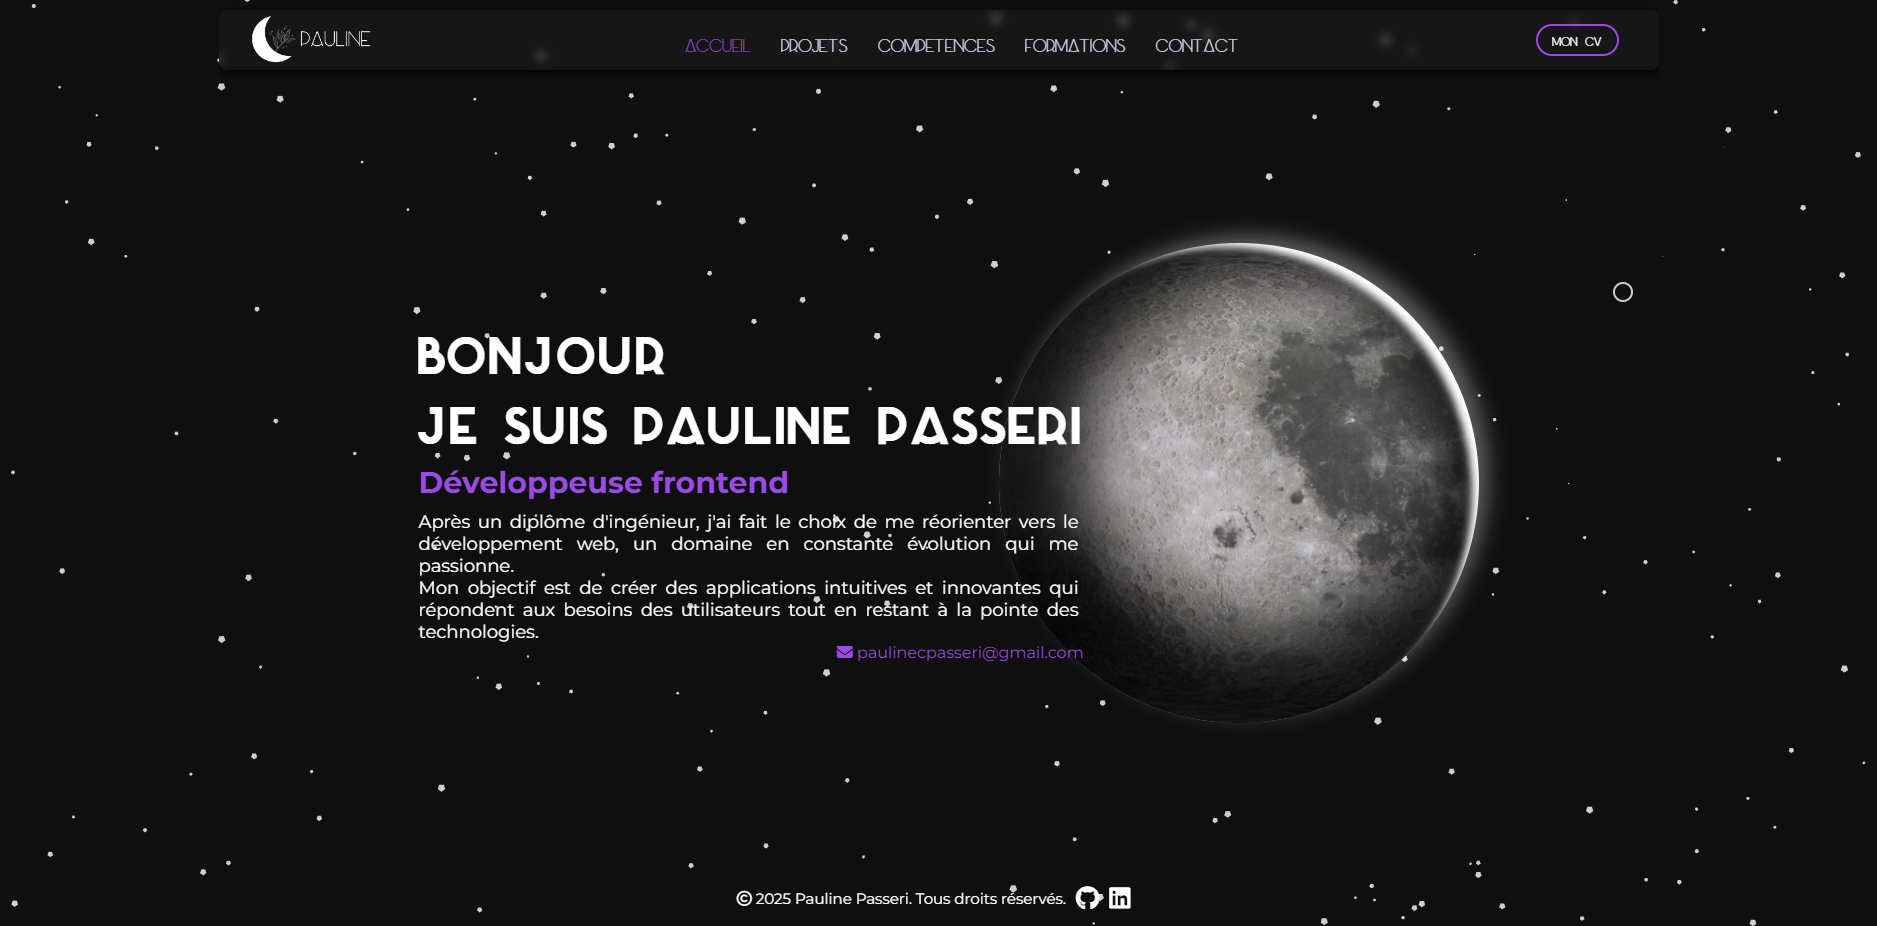 PAULINE
ACCUEIL PROJETS COMPETENCES FORMATIONS CONTACT
MON CV
BONJOUR
JE SUIS PAULINE PASSERI
Développeuse frontend
Après un diplôme d'ingénieur, j'ai fait le choix de me réorienter vers le
développement web, un domaine en constante évolution qui me
passionne.
Mon objectif est de créer des applications intuitives et innovantes qui
répondent aux besoins des utilisateurs tout en restant à la pointe des
technologies.
paulinecpasseri@gmail.com
© 2025 Pauline Passeri. Tous droits réservés. in